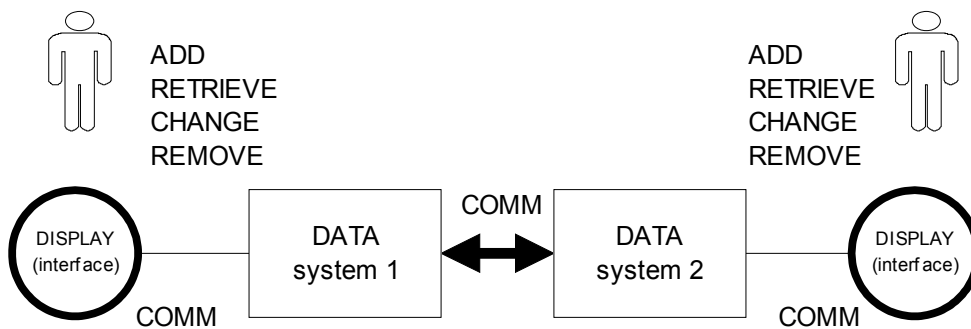 ADD
RETRIEVE
CHANGE
REMOVE
ADD
RETRIEVE
CHANGE
REMOVE
DISPLAY
(interface)
COMM
DATA
system 1
COMM
DATA
system 2
COMM
DISPLAY
(interface)